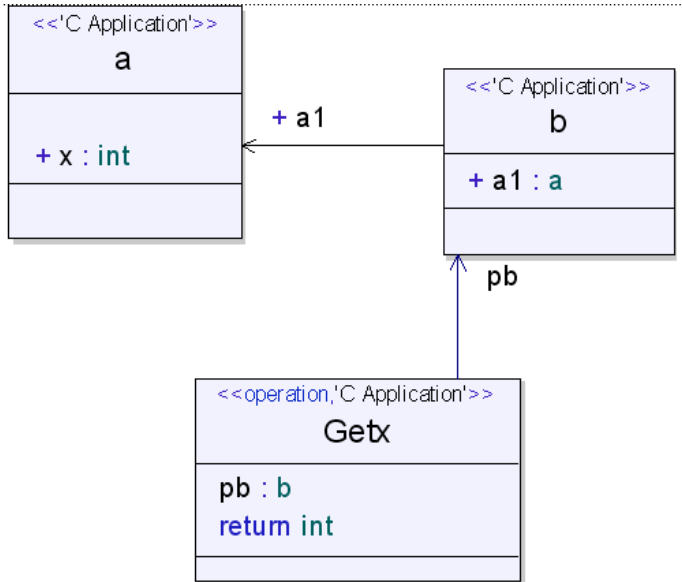 <<'C Application'>>
a
+ x : int
+ a1
<<'C Application'>>
b
+ a1 : a
pb
<<operation,'C Application'>>
Getx
pb : b
return int